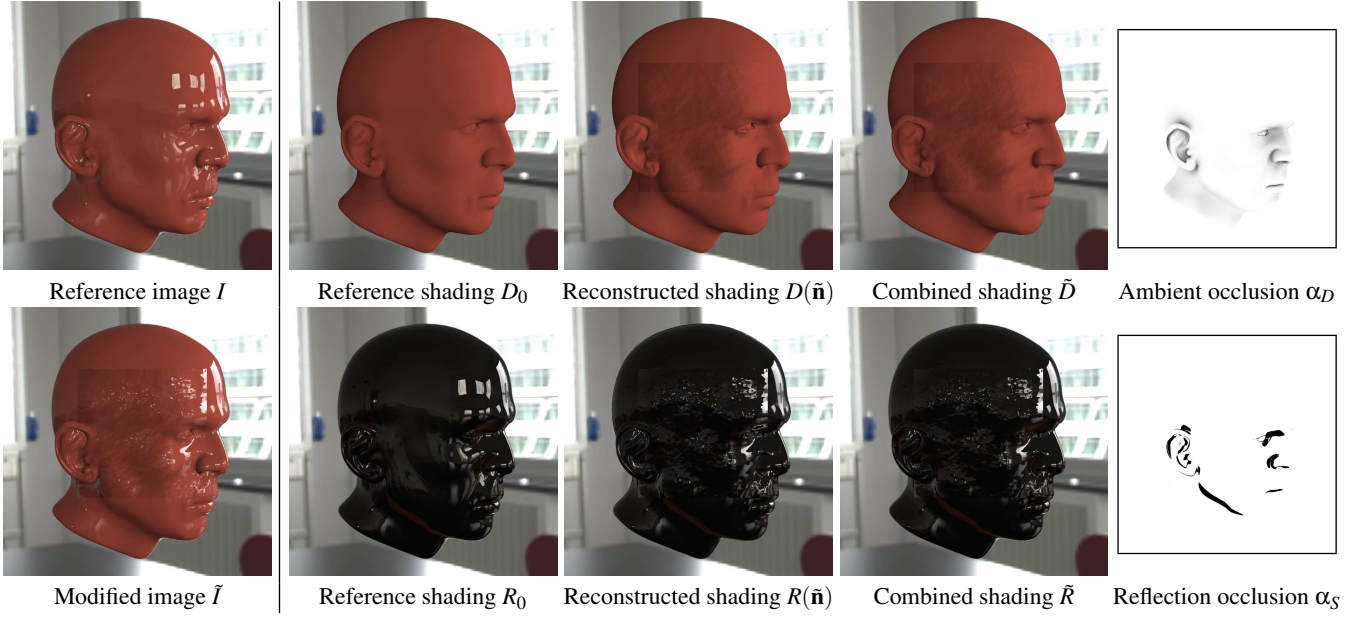 Reference image I
Reference shading D₀
Reconstructed shading D(ñ)
Combined shading D̃
Ambient occlusion α_D
Modified image Ĩ
Reference shading R₀
Reconstructed shading R(ñ)
Combined shading R̃
Reflection occlusion α_S